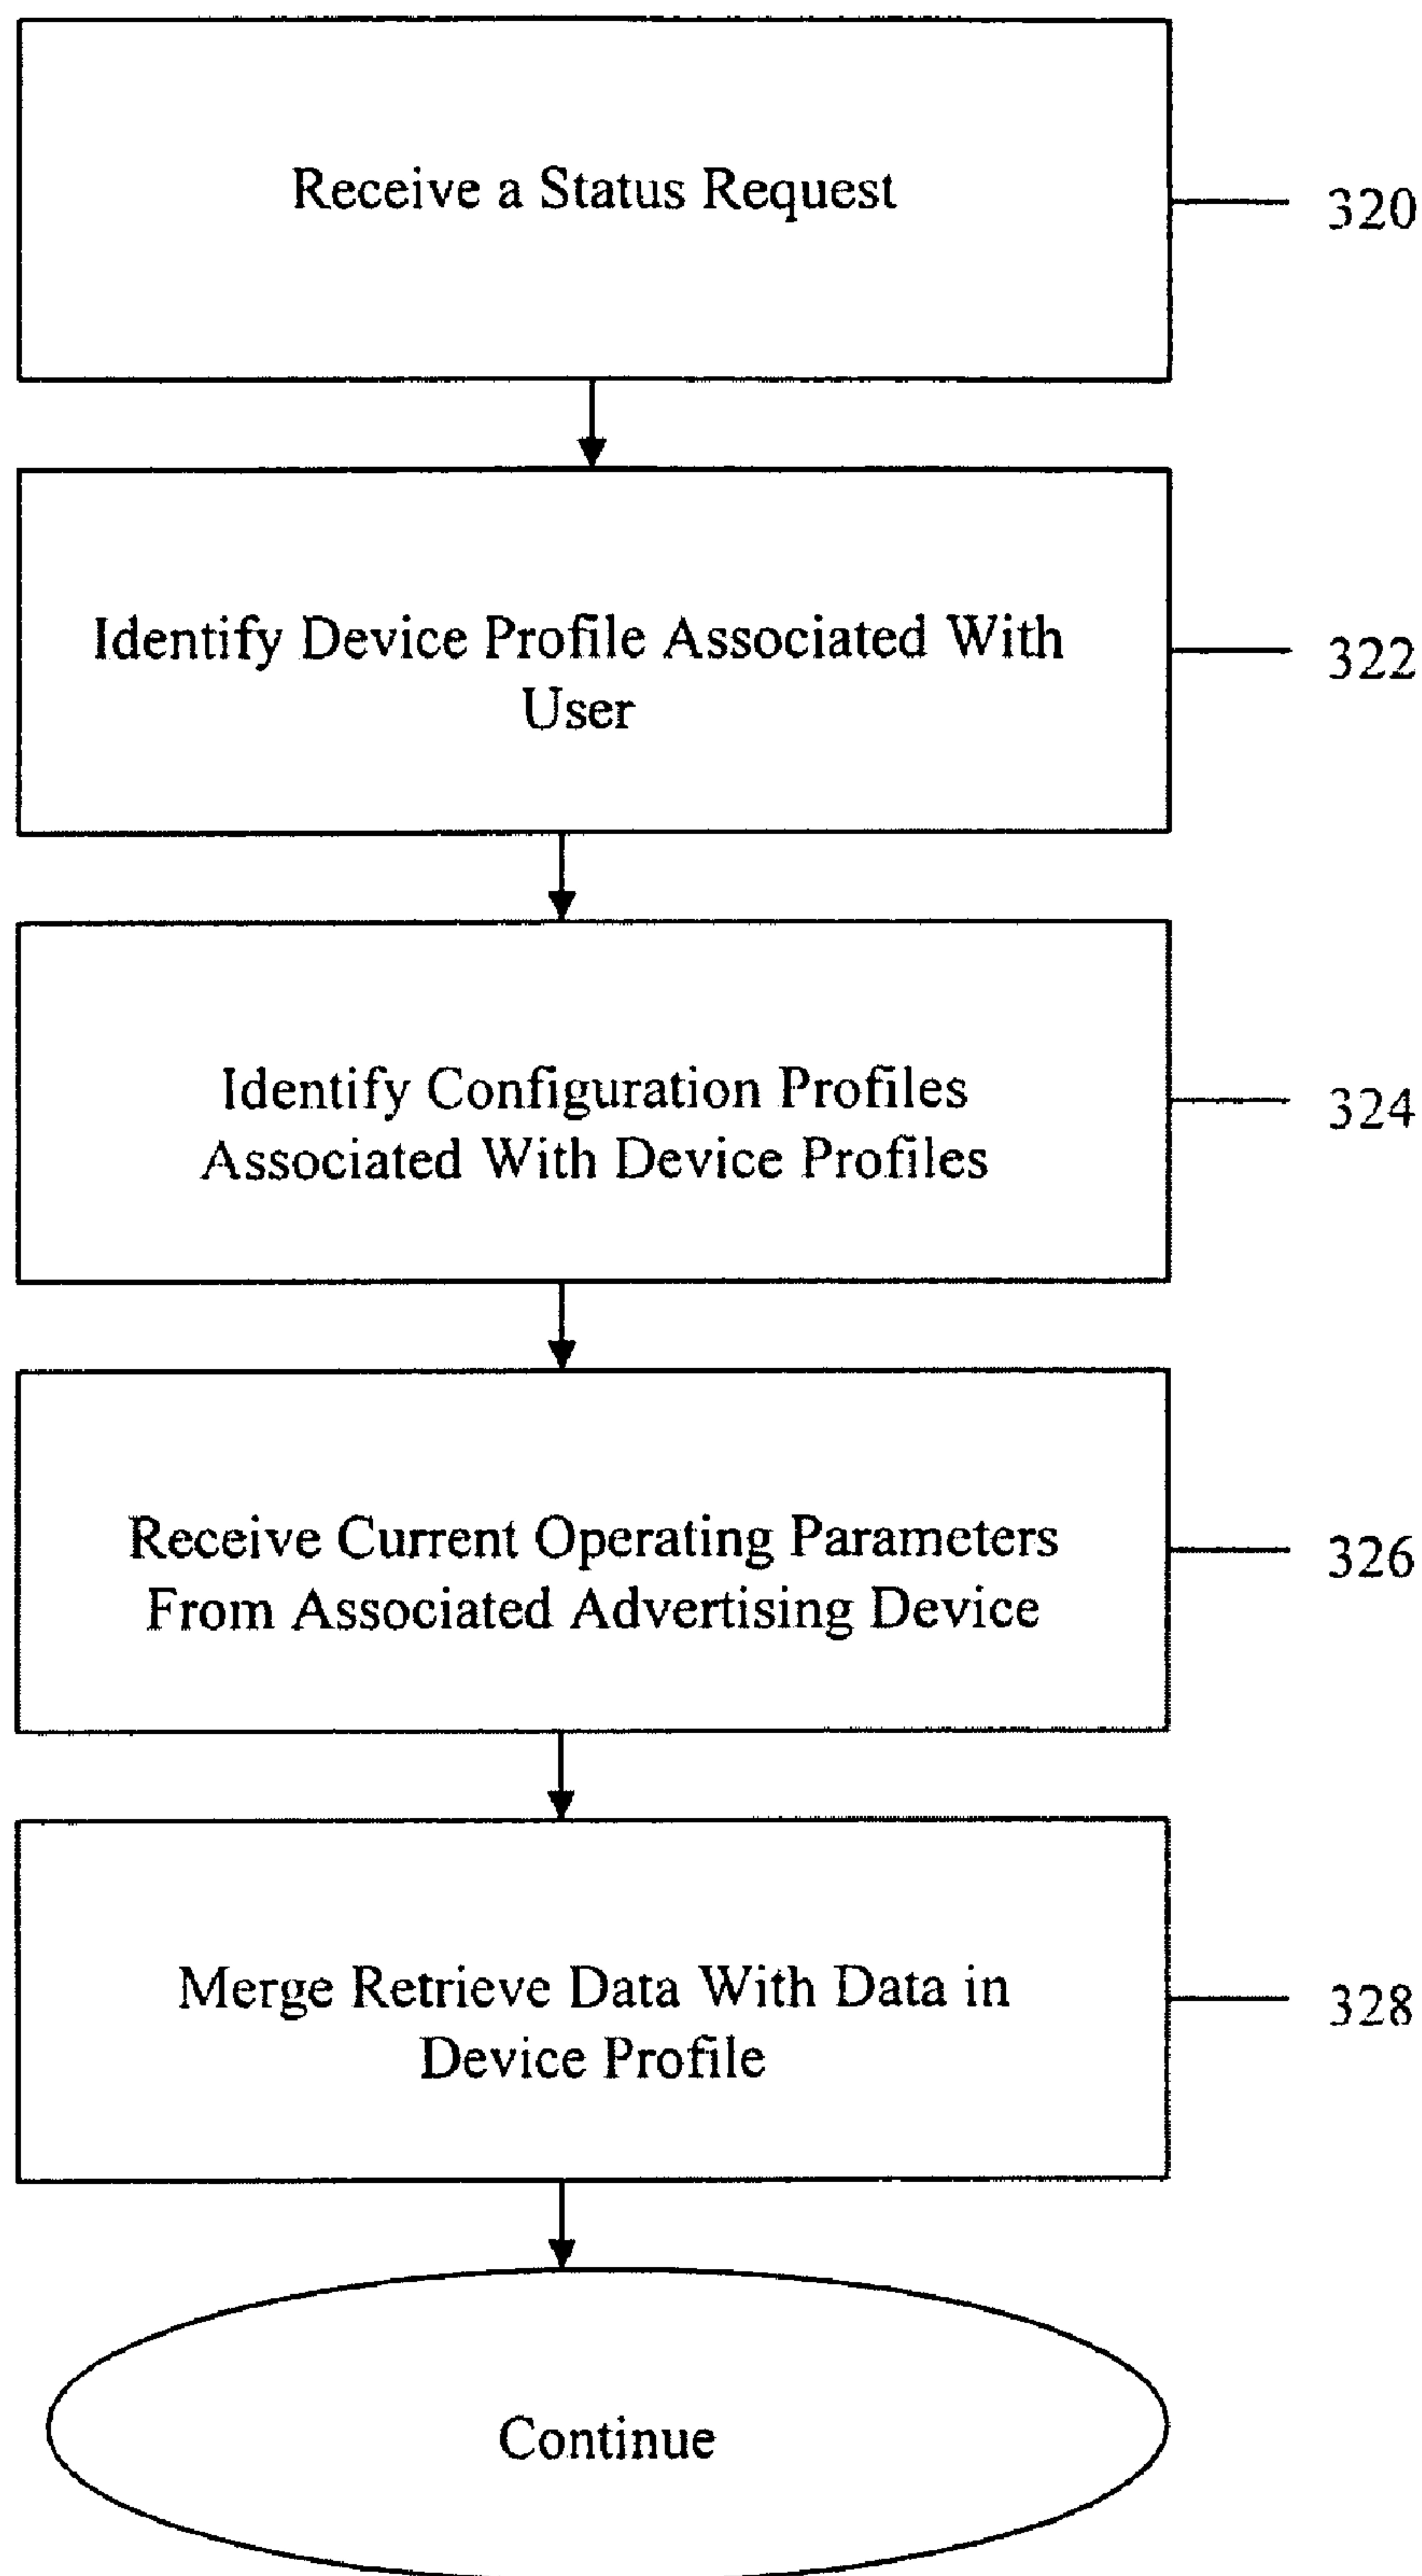 Receive a Status Request
320
Identify Device Profile Associated With
User
322
Identify Configuration Profiles
Associated With Device Profiles
324
Receive Current Operating Parameters
From Associated Advertising Device
326
Merge Retrieve Data With Data in
Device Profile
328
Continue